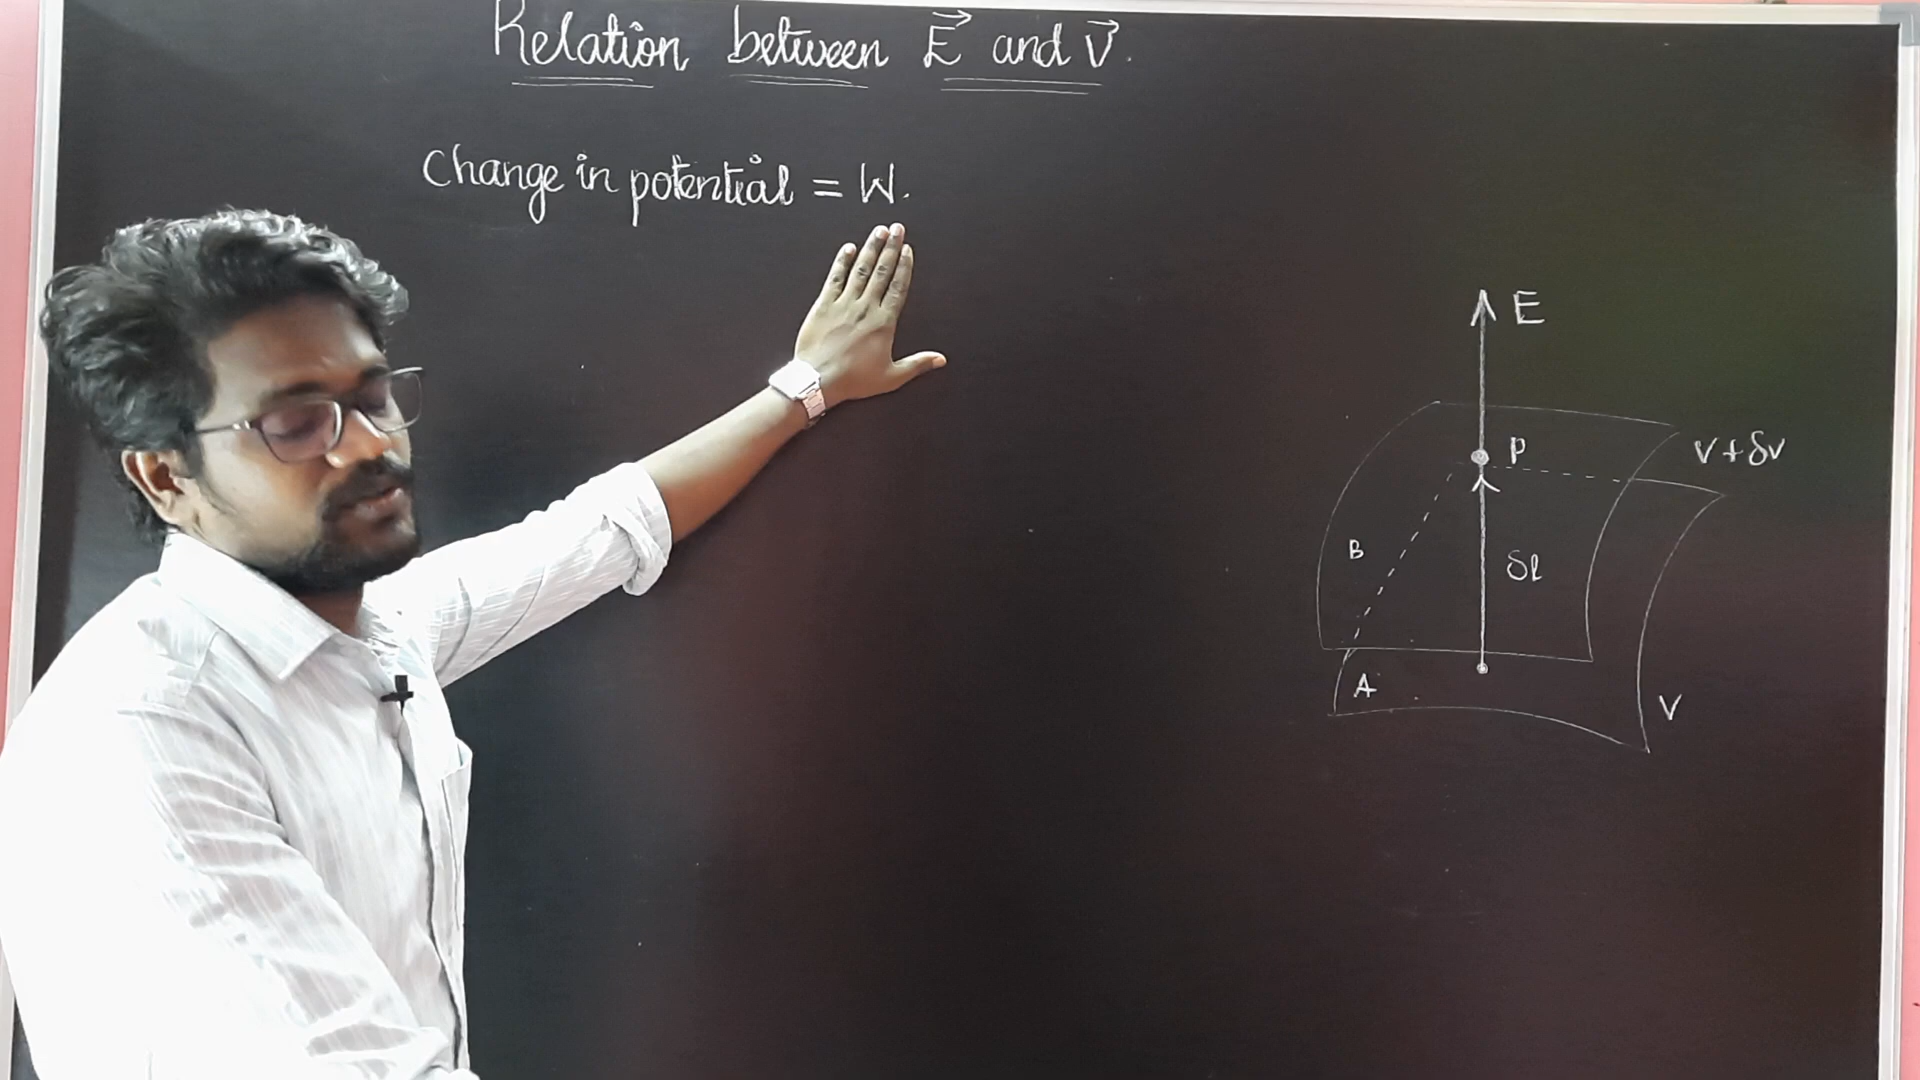 Relation between E⃗ and V⃗.
Change in potential = W.
E
P
V + δV
B
δl
A
V